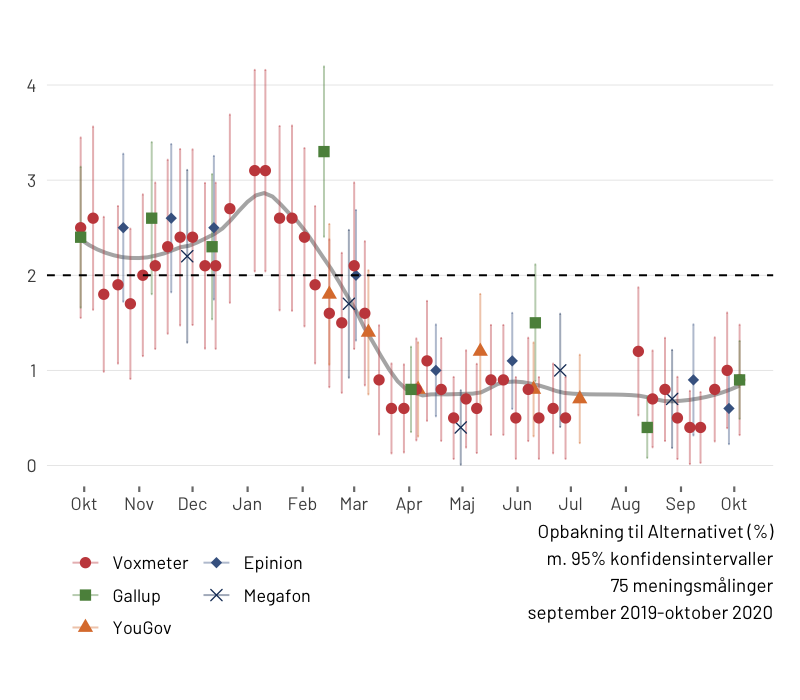 4
3
2
1
0
Okt Nov Dec Jan Feb Mar Apr Maj Jun Jul Aug Sep Okt
Opbakning til Alternativet (%)
m. 95% konfidensintervaller
75 meningsmålinger
september 2019-oktober 2020
Voxmeter Epinion
Gallup Megafon
YouGov